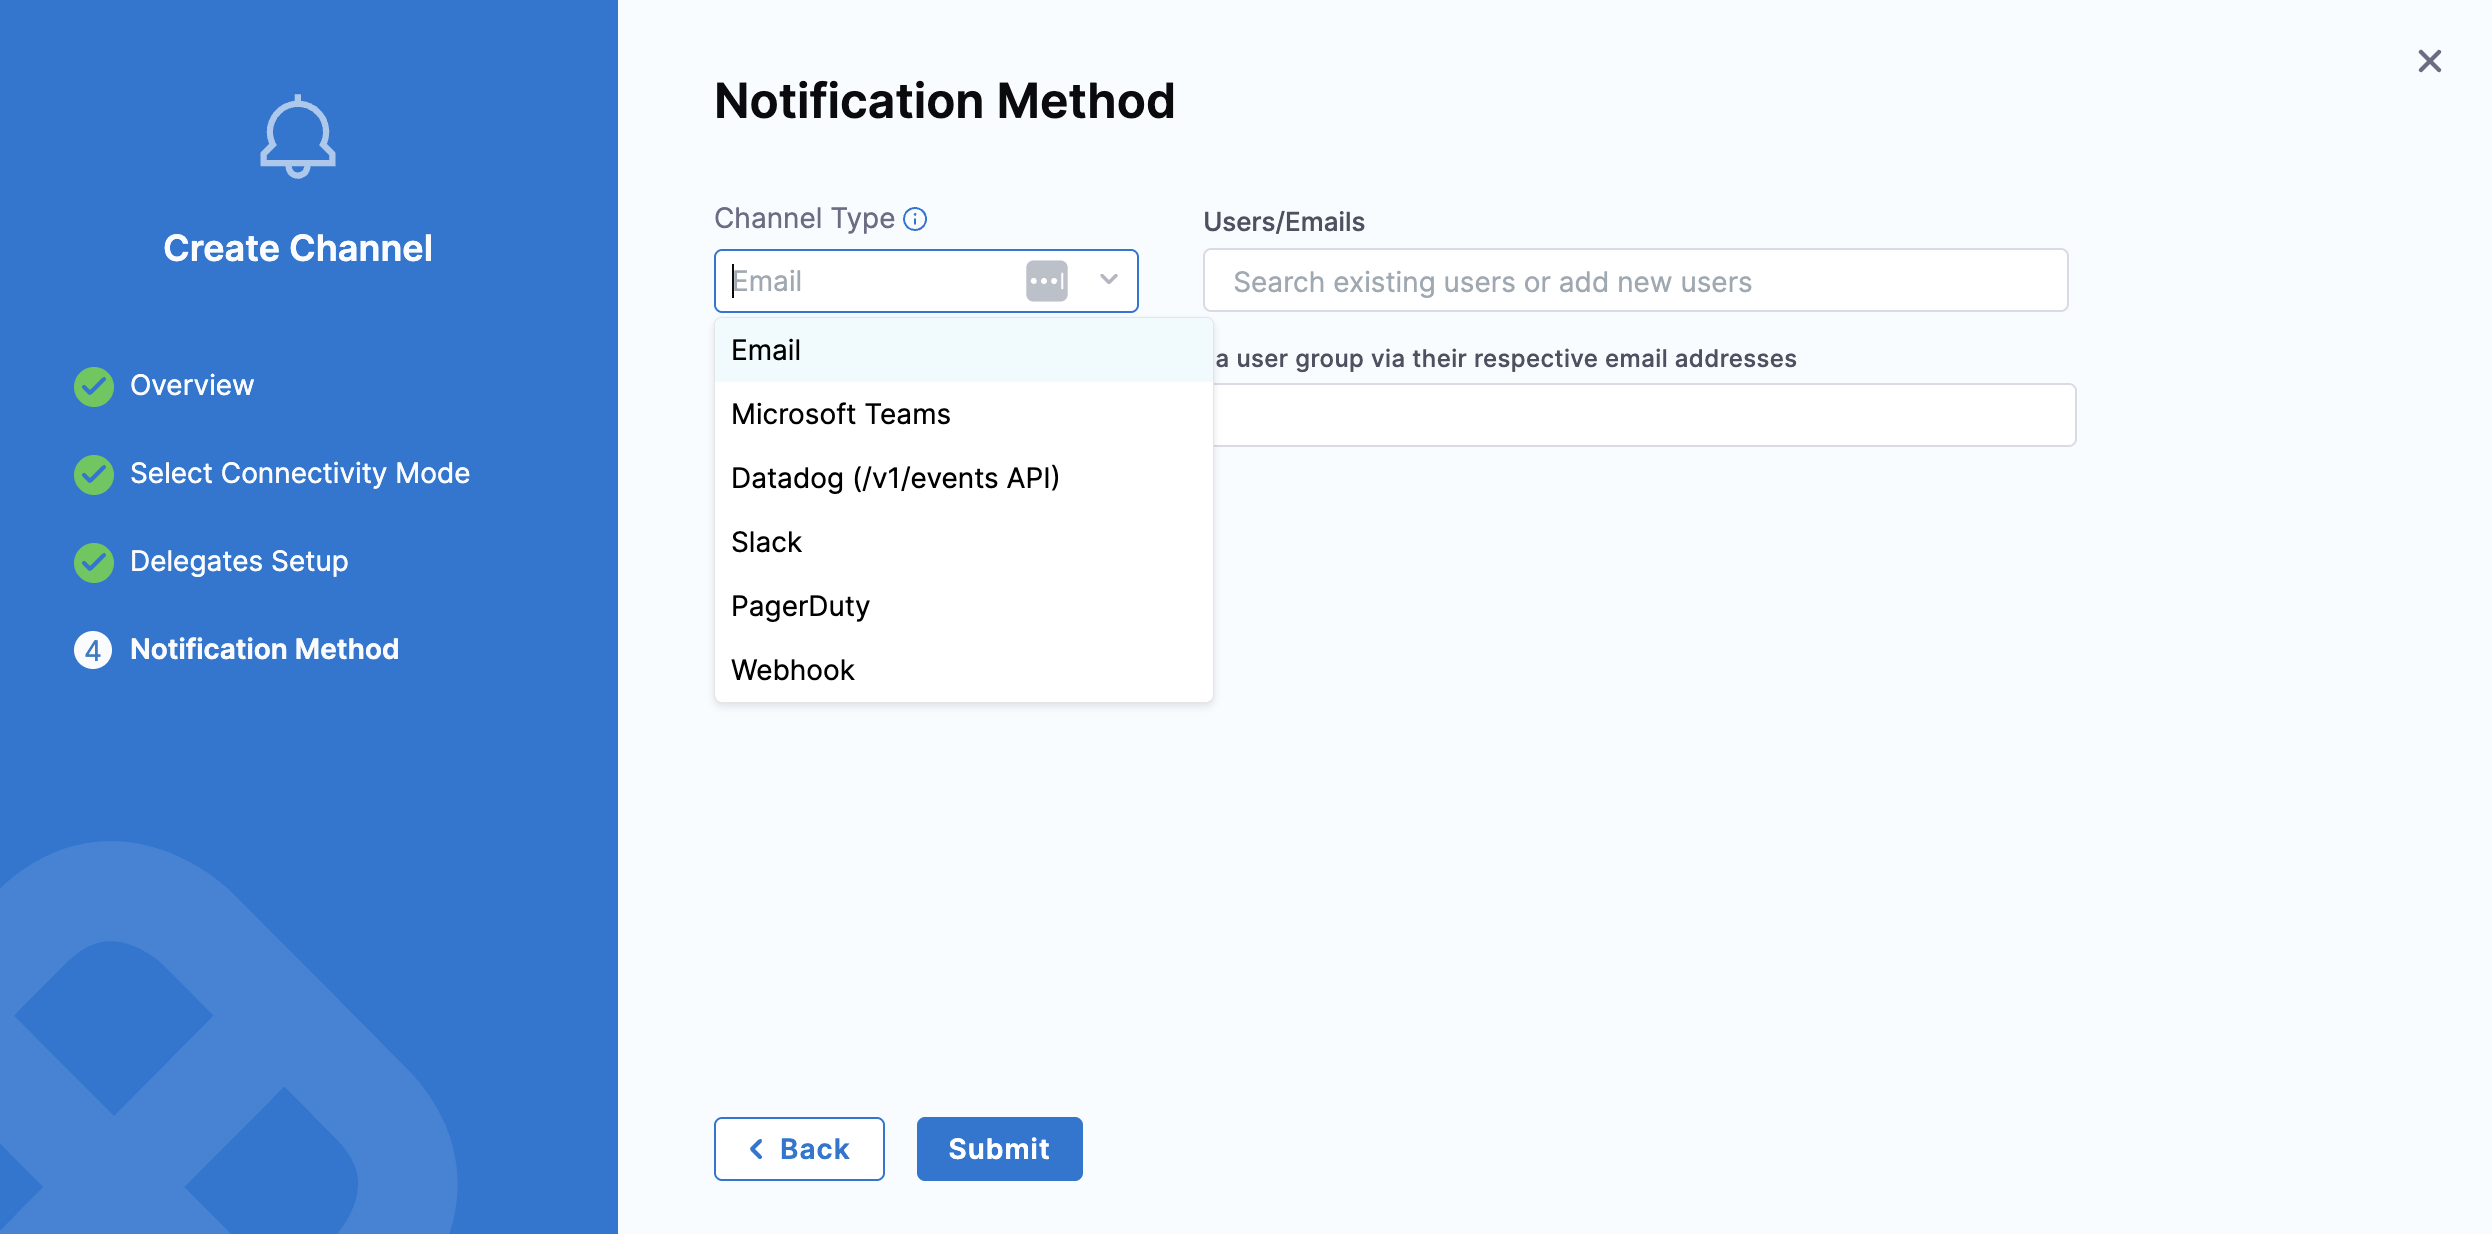 Create Channel
Overview
Select Connectivity Mode
Delegates Setup
4 Notification Method
Notification Method
Channel Type
Email
Users/Emails
Search existing users or add new users
a user group via their respective email addresses
Email
Microsoft Teams
Datadog (/v1/events API)
Slack
PagerDuty
Webhook
Back
Submit